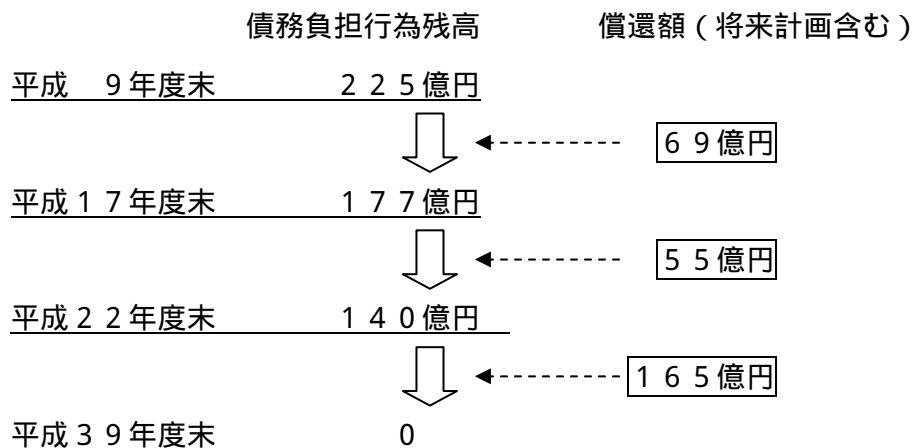 債務負担行為残高 償還額（将来計画含む）
平成 9年度末 225億円
69億円
平成17年度末 177億円
55億円
平成22年度末 140億円
165億円
平成39年度末 0